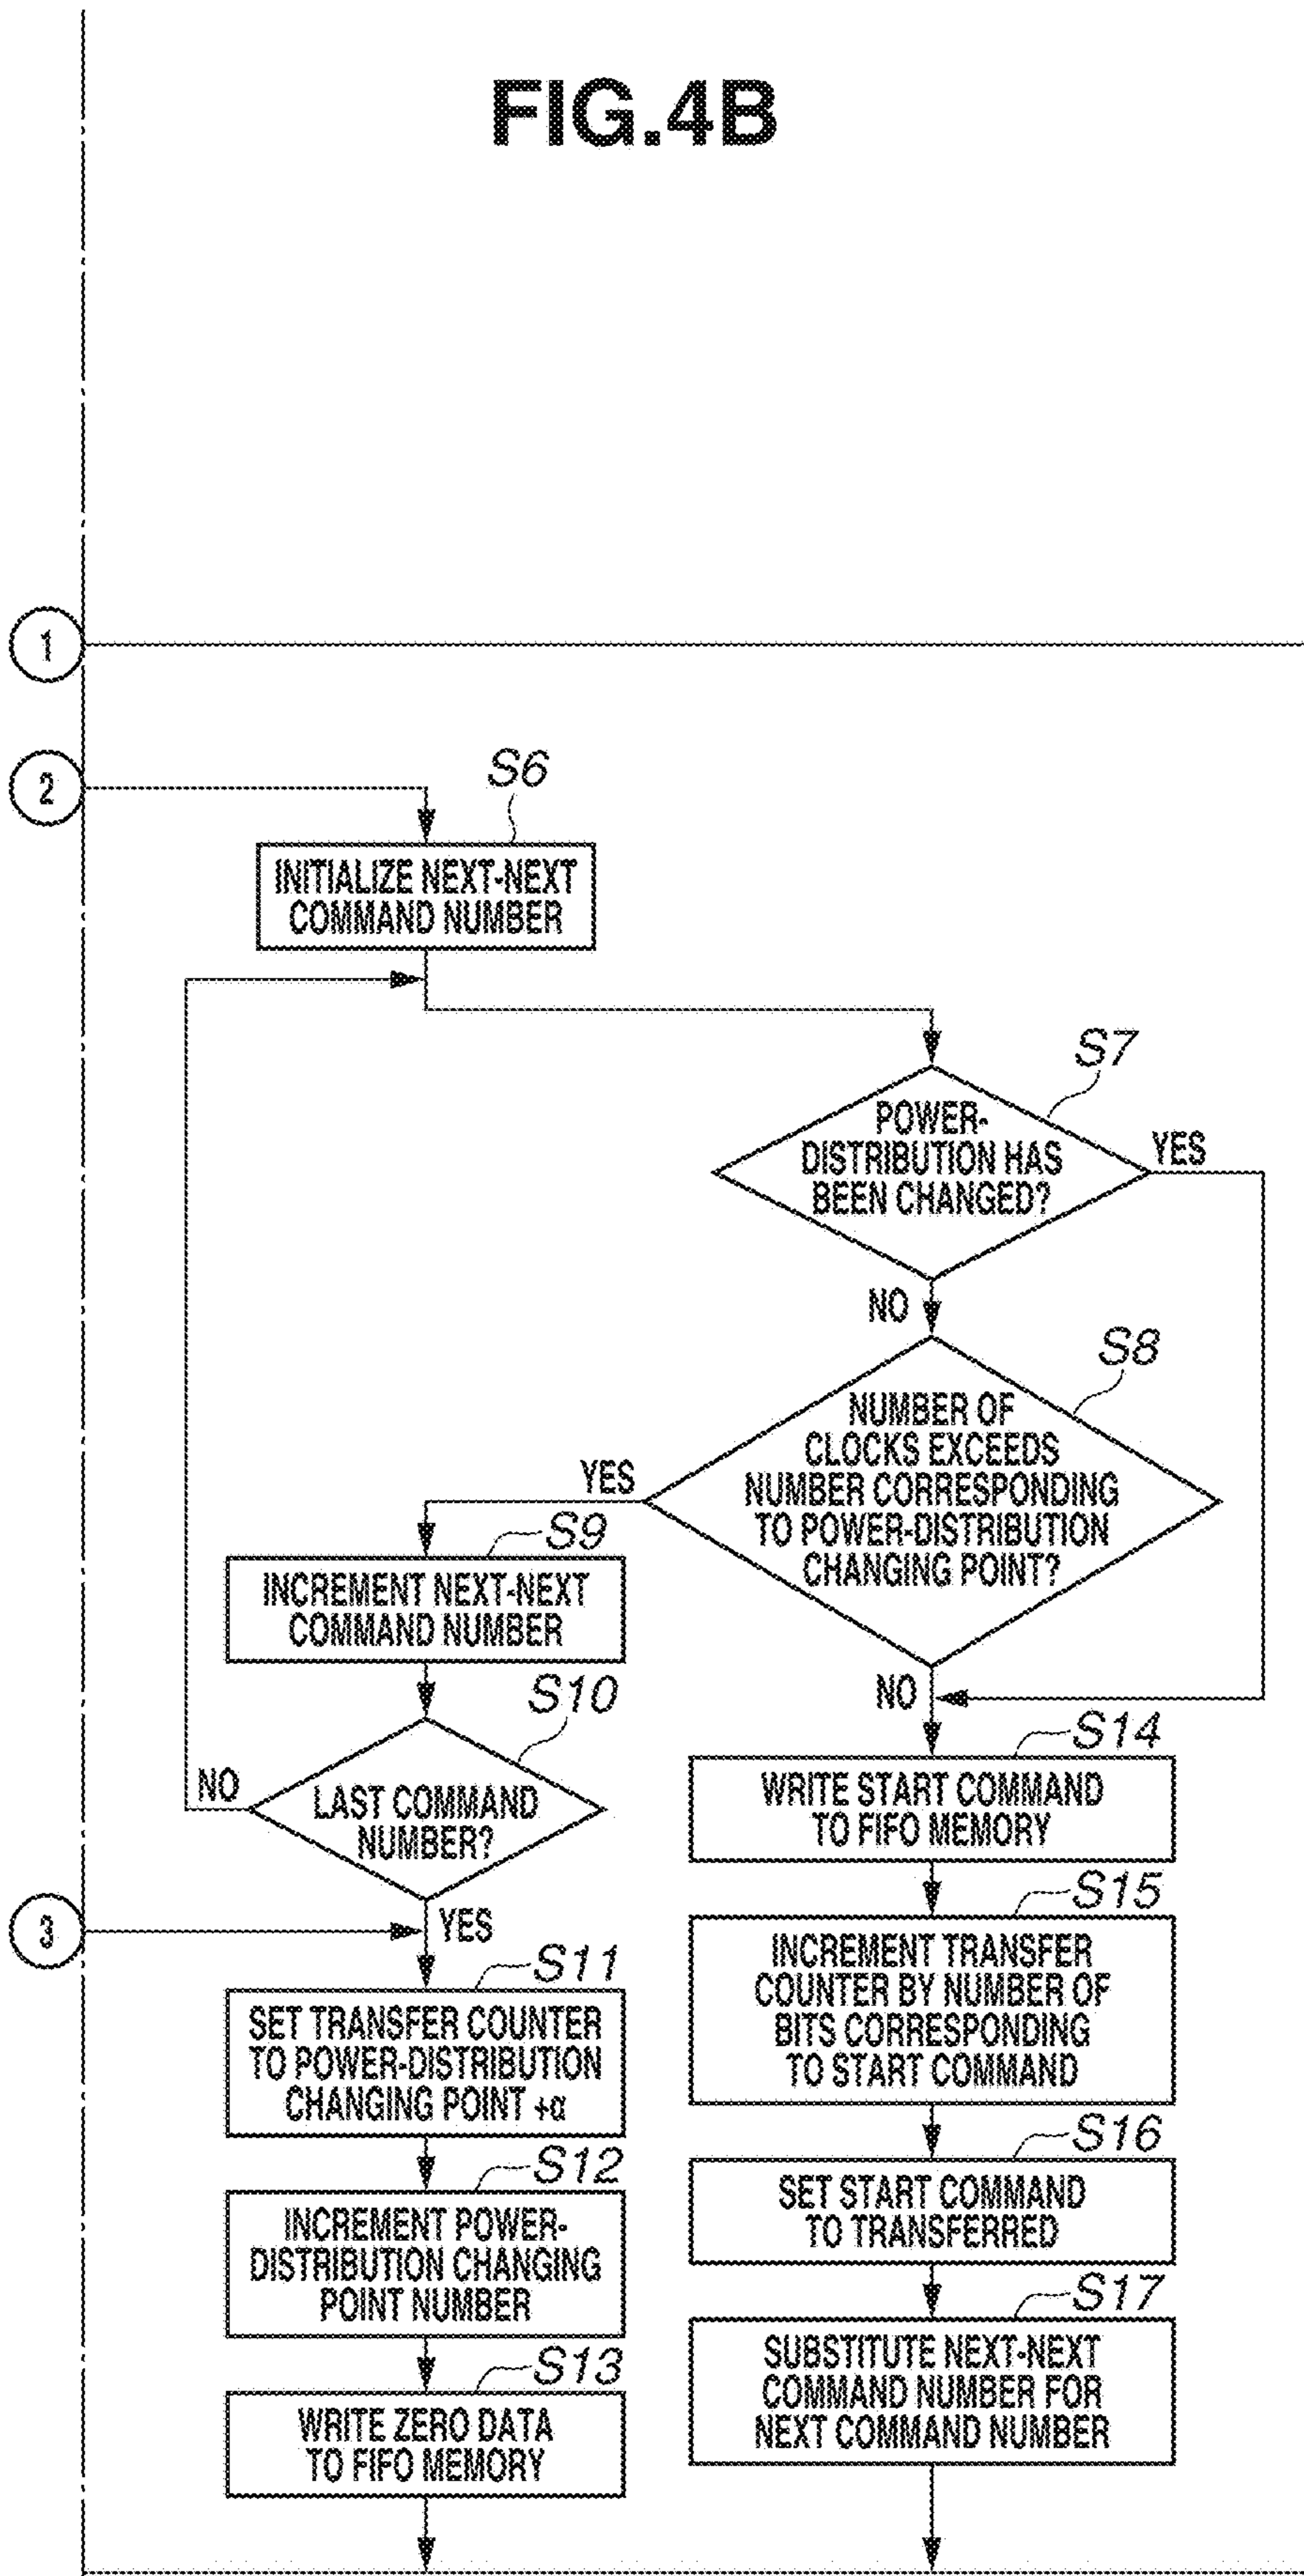 FIG.4B
1
2
S6
INITIALIZE NEXT-NEXT
COMMAND NUMBER
S7
POWER-
DISTRIBUTION HAS
BEEN CHANGED?
YES
NO
S8
NUMBER OF
CLOCKS EXCEEDS
NUMBER CORRESPONDING
TO POWER-DISTRIBUTION
CHANGING POINT?
YES
NO
S9
INCREMENT NEXT-NEXT
COMMAND NUMBER
S10
LAST COMMAND
NUMBER?
NO
YES
3
S11
SET TRANSFER COUNTER
TO POWER-DISTRIBUTION
CHANGING POINT +α
S12
INCREMENT POWER-
DISTRIBUTION CHANGING
POINT NUMBER
S13
WRITE ZERO DATA
TO FIFO MEMORY
S14
WRITE START COMMAND
TO FIFO MEMORY
S15
INCREMENT TRANSFER
COUNTER BY NUMBER OF
BITS CORRESPONDING
TO START COMMAND
S16
SET START COMMAND
TO TRANSFERRED
S17
SUBSTITUTE NEXT-NEXT
COMMAND NUMBER FOR
NEXT COMMAND NUMBER